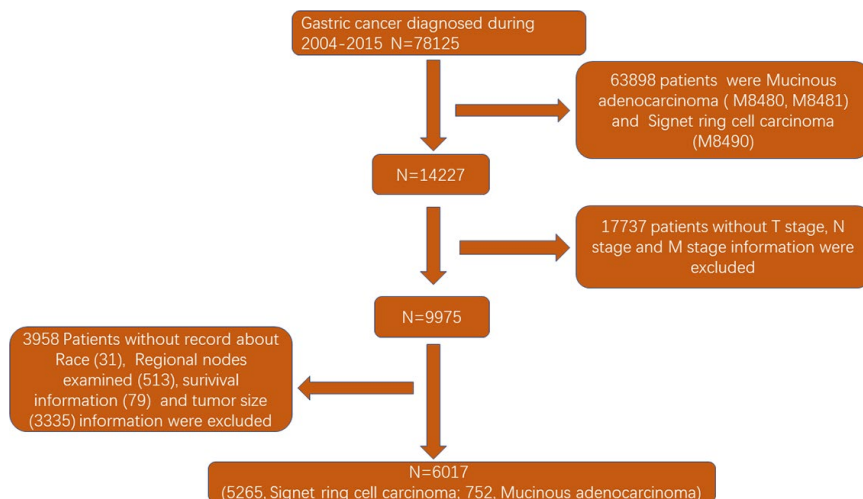 Gastric cancer diagnosed during
2004-2015 N=78125
63898 patients were Mucinous
adenocarcinoma ( M8480, M8481)
and Signet ring cell carcinoma
(M8490)
N=14227
17737 patients without T stage, N
stage and M stage information were
excluded
N=9975
3958 Patients without record about
Race (31), Regional nodes
examined (513), surivival
information (79) and tumor size
(3335) information were excluded
N=6017
(5265, Signet ring cell carcinoma; 752, Mucinous adenocarcinoma)